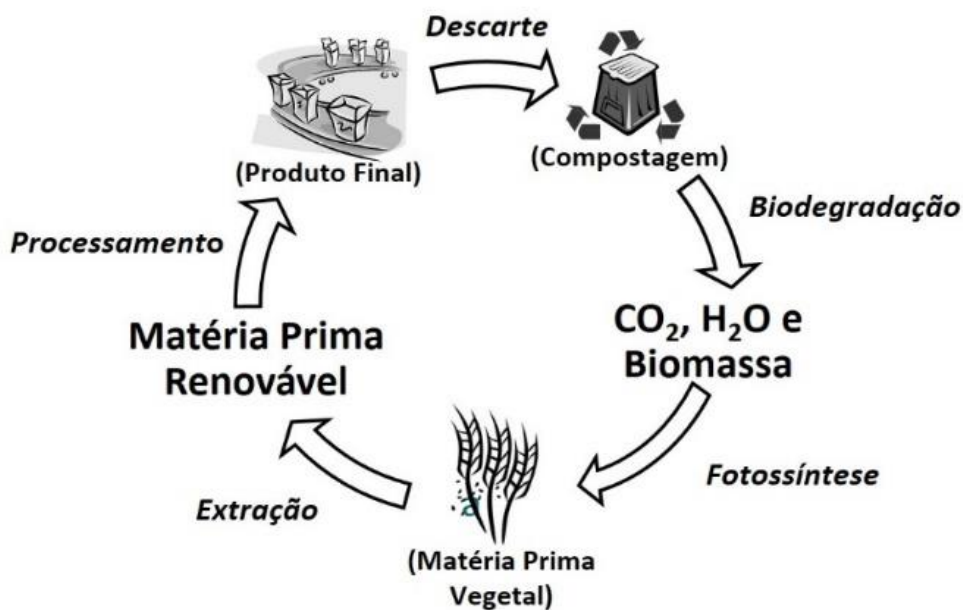 Descarte
(Produto Final)
(Compostagem)
Biodegradação
Processamento
CO₂, H₂O e
Biomassa
Matéria Prima
Renovável
Fotossíntese
Extração
(Matéria Prima
Vegetal)